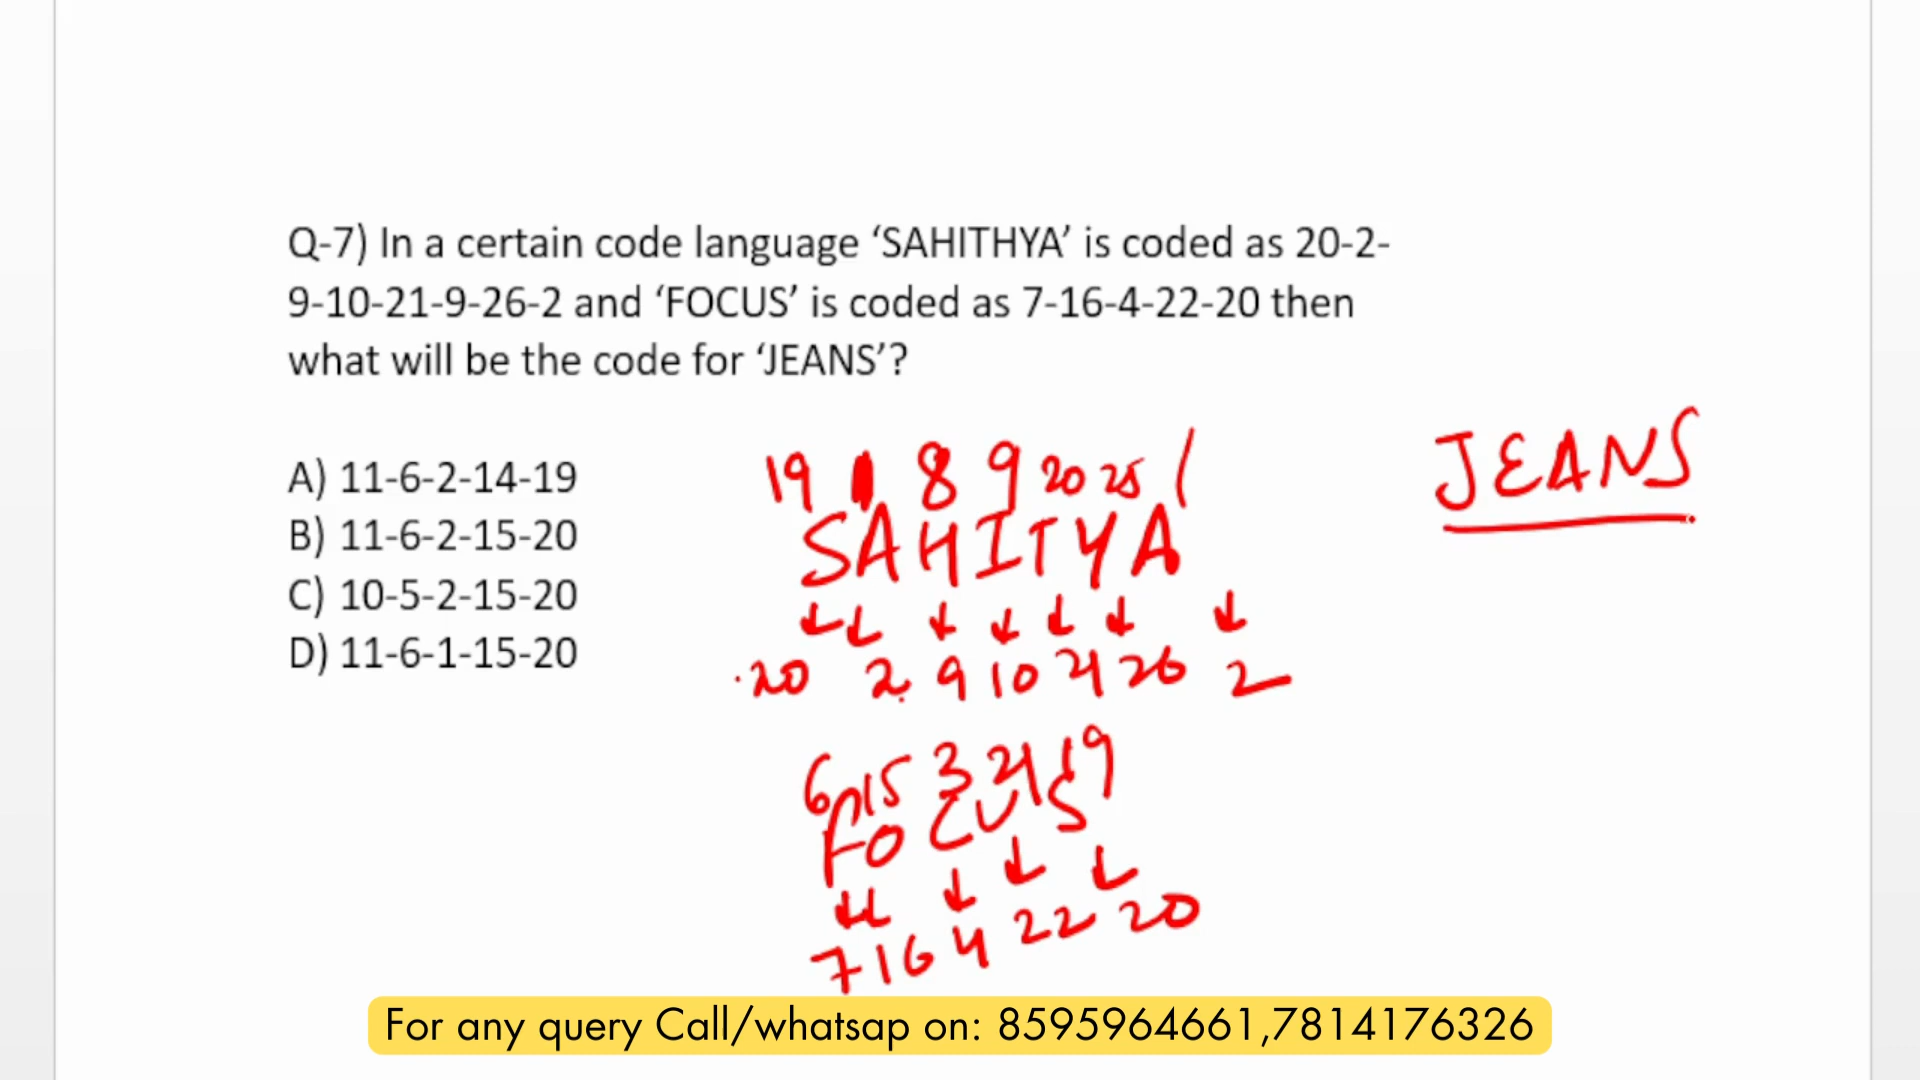 Q-7) In a certain code language ‘SAHITHYA’ is coded as 20-2-
9-10-21-9-26-2 and ‘FOCUS’ is coded as 7-16-4-22-20 then
what will be the code for ‘JEANS’?
A) 11-6-2-14-19
B) 11-6-2-15-20
C) 10-5-2-15-20
D) 11-6-1-15-20
JEANS
19 1 8 9 20 25 1
SAHITYA
20 2 9 10 21 26 2
6 15 3 21 19
FOCUS
7 16 4 22 20
For any query Call/whatsap on: 8595964661,7814176326